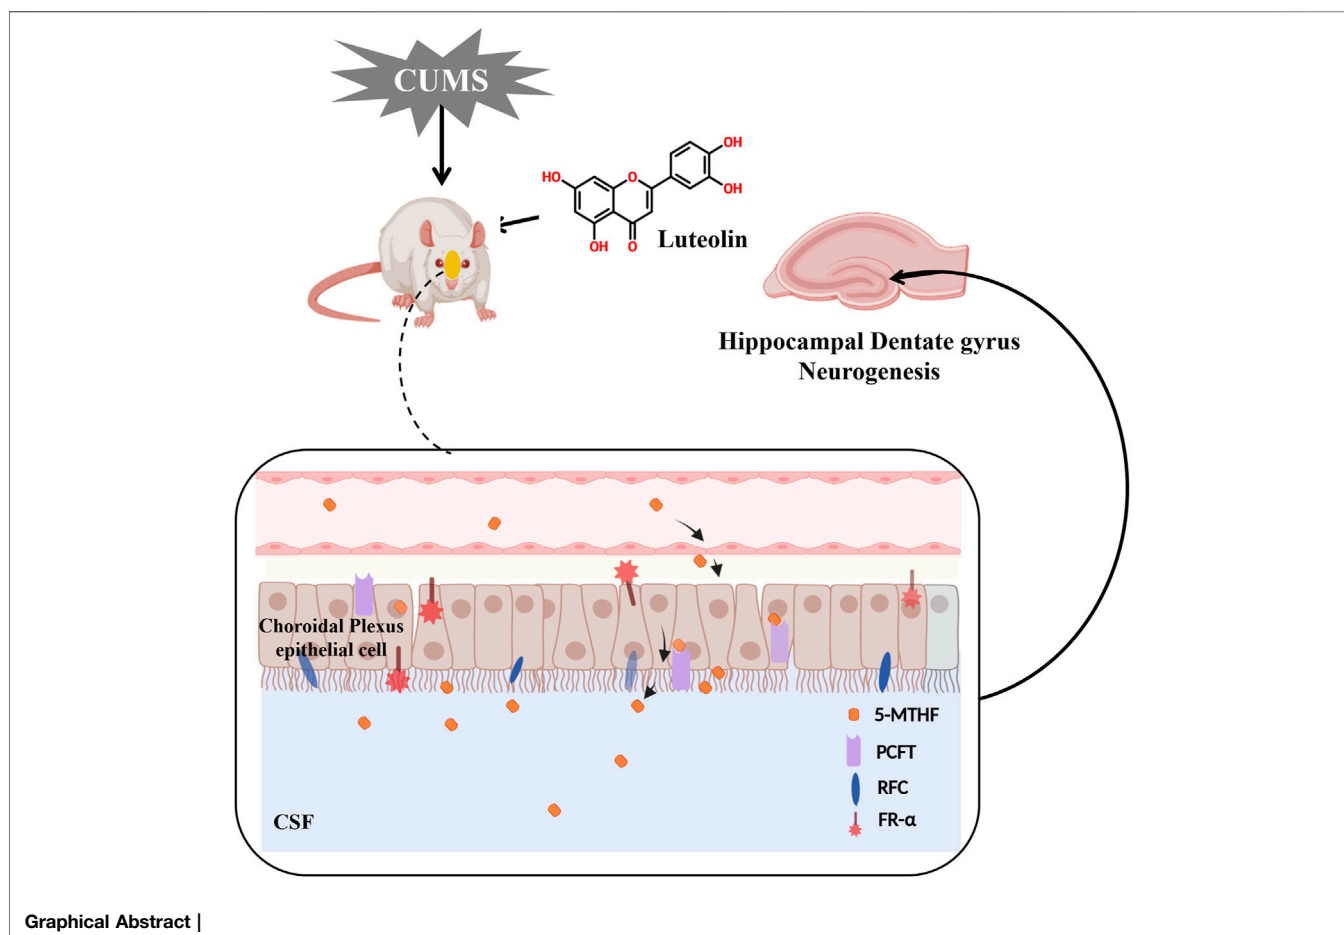 CUMS
OH
HO
O
OH
OH
O
Luteolin
Hippocampal Dentate gyrus
Neurogenesis
Choroidal Plexus
epithelial cell
5-MTHF
PCFT
RFC
FR-α
CSF
Graphical Abstract |